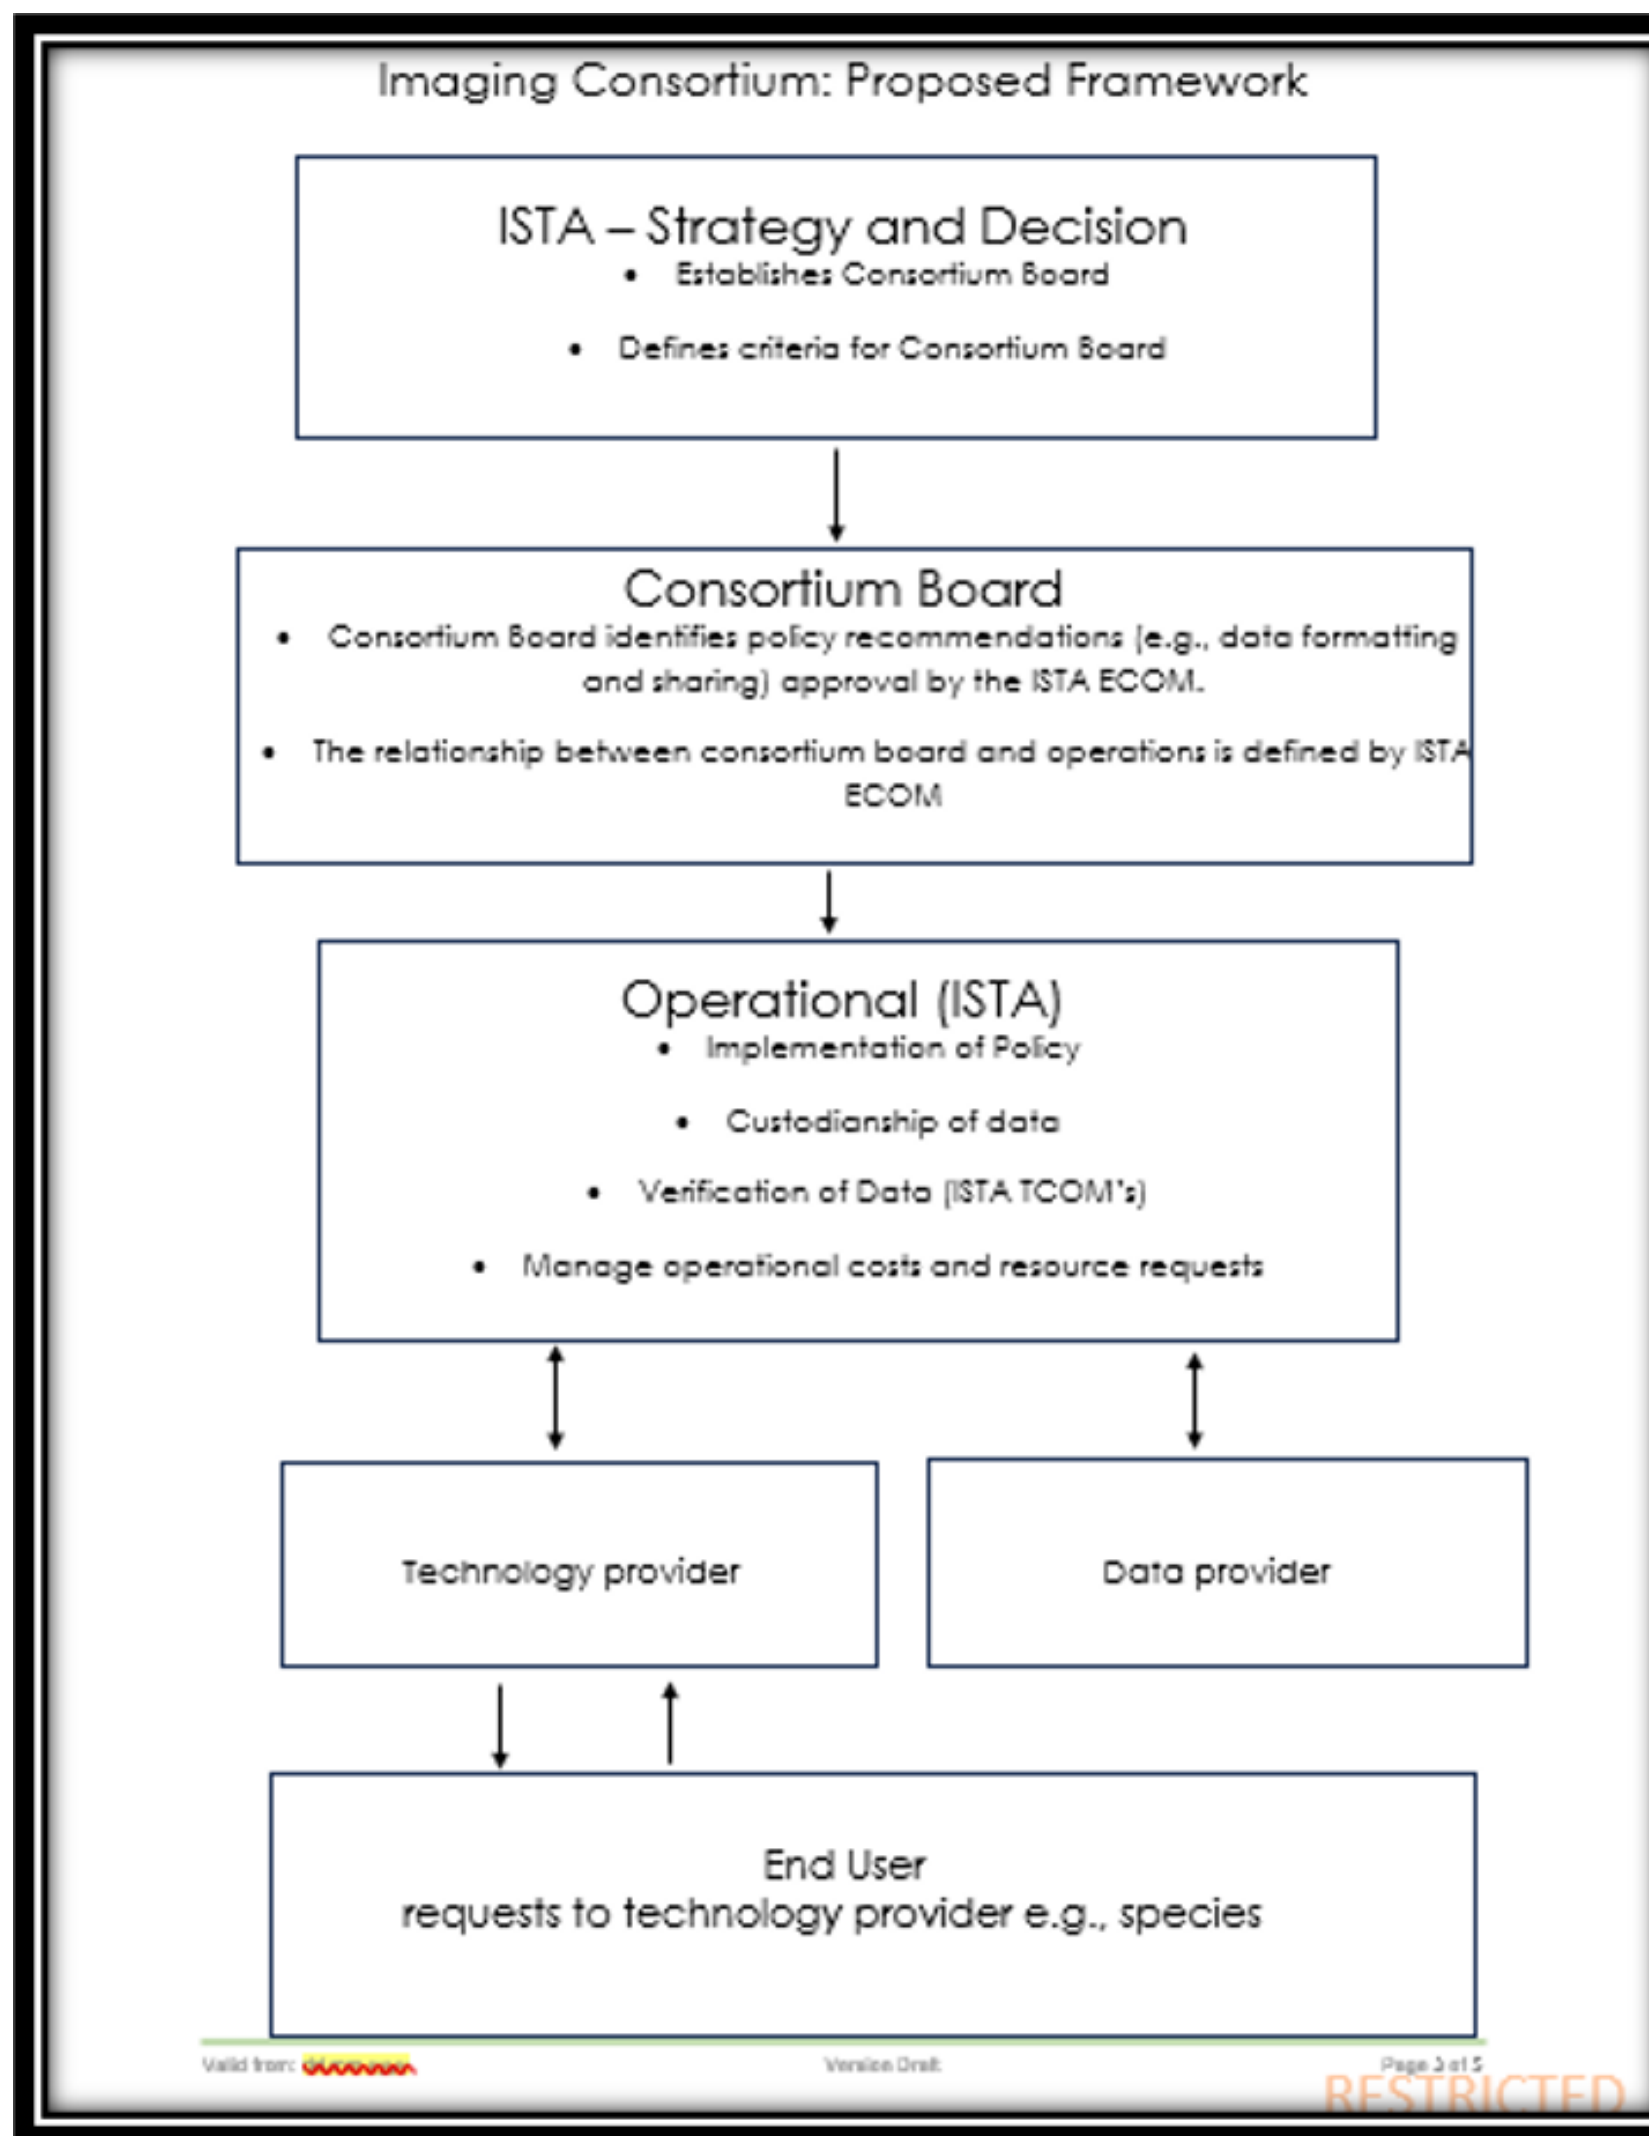 Imaging Consortium: Proposed Framework
ISTA – Strategy and Decision
• Establishes Consortium Board
• Defines criteria for Consortium Board
Consortium Board
• Consortium Board identifies policy recommendations (e.g., data formatting
and sharing) approval by the ISTA ECOM.
• The relationship between consortium board and operations is defined by ISTA
ECOM
Operational (ISTA)
• Implementation of Policy
• Custodianship of data
• Verification of Data (ISTA TCOM's)
• Manage operational costs and resource requests
Technology provider
Data provider
End User
requests to technology provider e.g., species
Valid from:
Version Draft
Page of 5
RESTRICTED